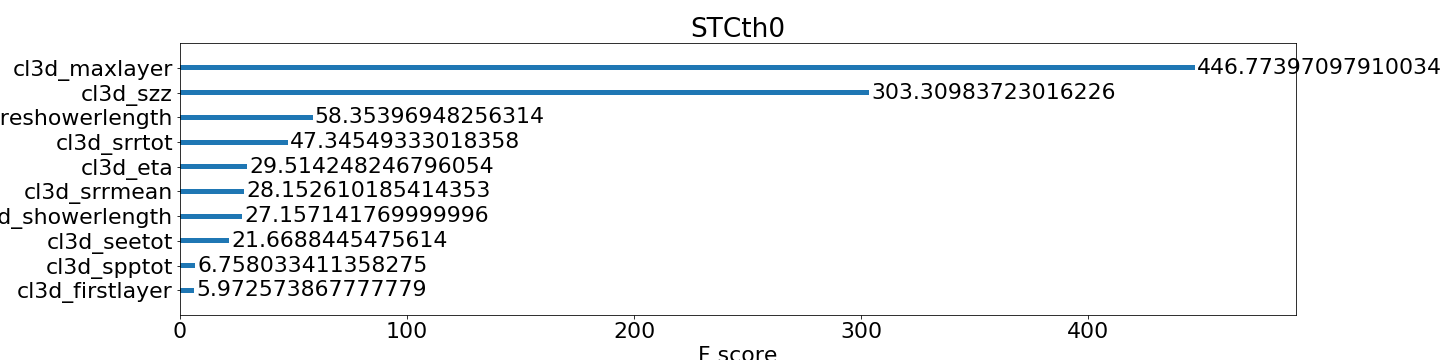 STCth0
cl3d_maxlayer 446.77397097910034
cl3d_szz 303.30983723016226
reshowerlength 58.35396948256314
cl3d_srrtot 47.34549333018358
cl3d_eta 29.514248246796054
cl3d_srrmean 28.152610185414353
d_showerlength 27.157141769999996
cl3d_seetot 21.6688445475614
cl3d_spptot 6.758033411358275
cl3d_firstlayer 5.972573867777779
0 100 200 300 400
F score